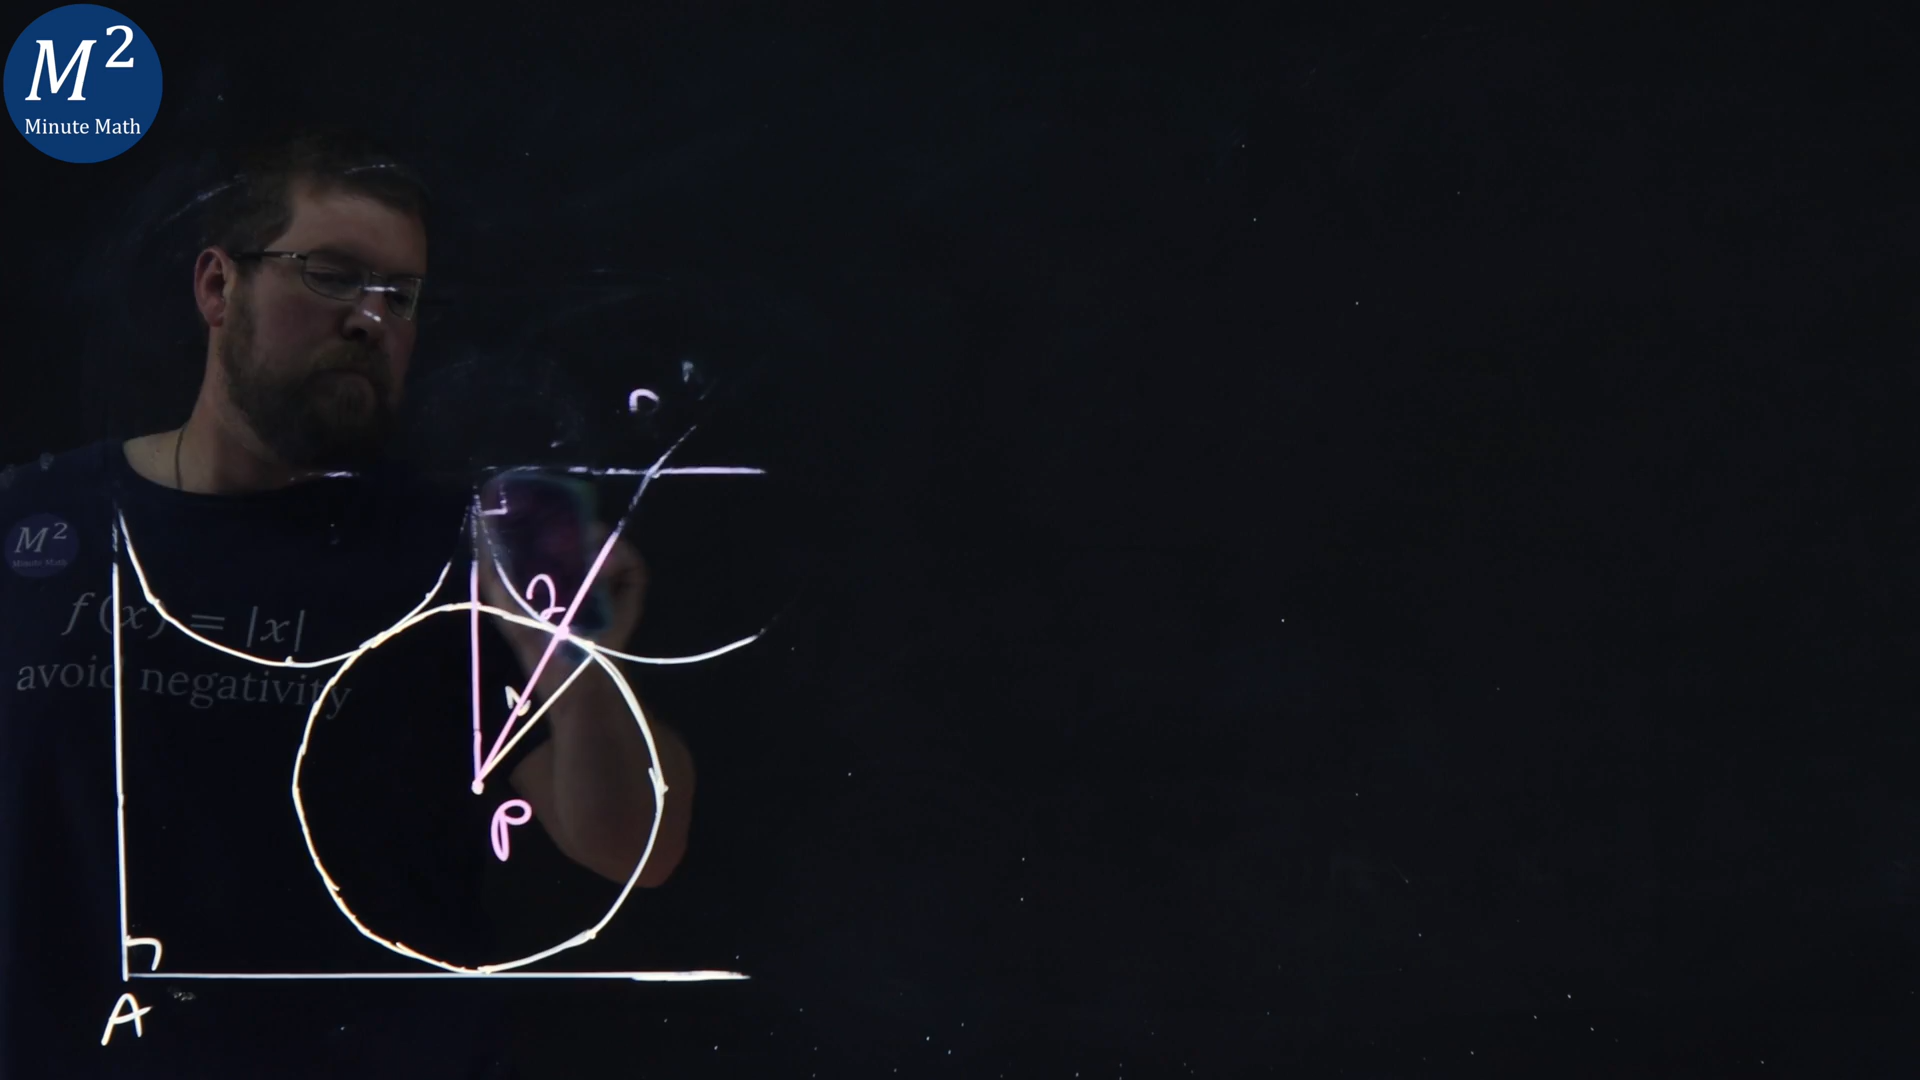 M²
Minute Math
M²
Minute Math
f(x) = |x|
avoid negativity
2
P
A